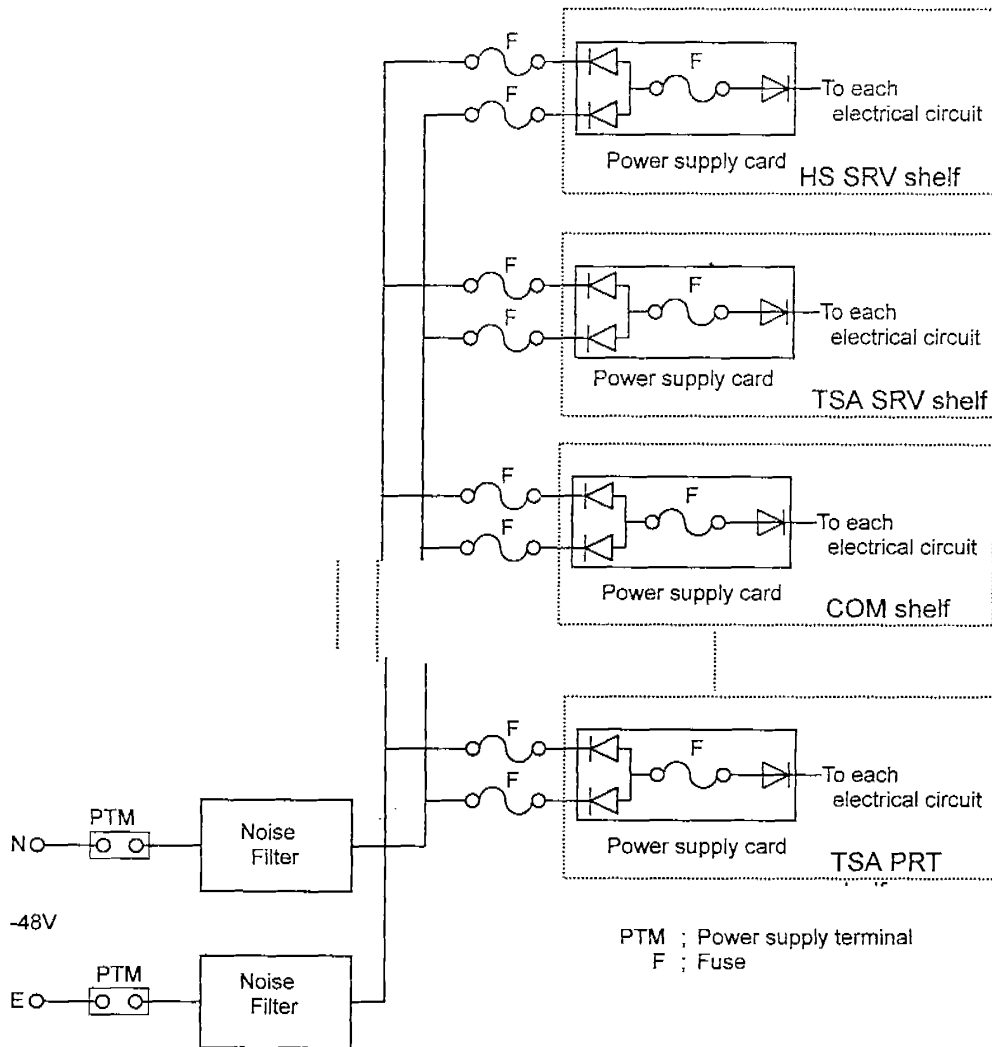 F
F
F
To each
electrical circuit
Power supply card
HS SRV shelf
F
F
F
To each
electrical circuit
Power supply card
TSA SRV shelf
F
F
F
To each
electrical circuit
Power supply card
COM shelf
F
F
F
To each
electrical circuit
Power supply card
TSA PRT
N
PTM
Noise
Filter
-48V
E
PTM
Noise
Filter
PTM ; Power supply terminal
F ; Fuse